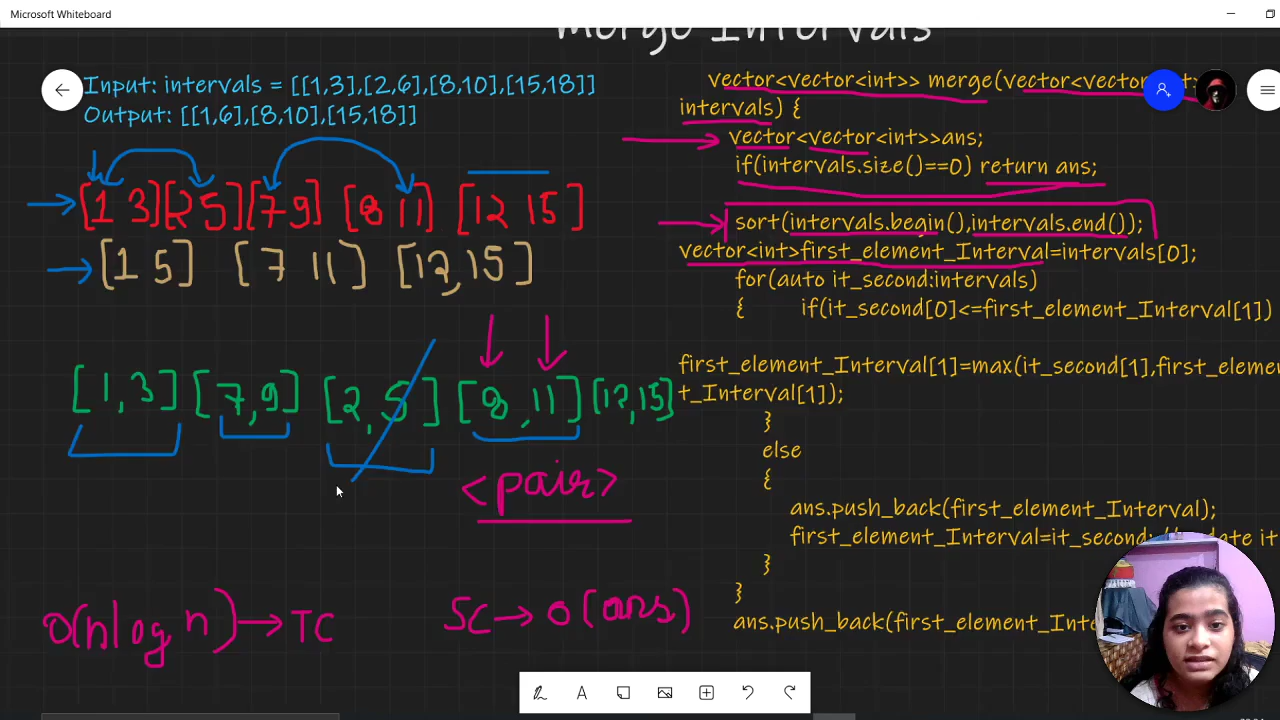 Microsoft Whiteboard
Merge Intervals
Input: intervals = [[1,3],[2,6],[8,10],[15,18]]
Output: [[1,6],[8,10],[15,18]]
[1 3][2 5][7 9] [8 11] [12 15]
[1 5] [7 11] [12,15]
[1,3] [7,9] [2,5] [8,11] [12,15]
<pair>
O(nlog n) → TC
SC → O(ans)
vector<vector<int>> merge(vector<vector
intervals) {
vector<vector<int>>ans;
if(intervals.size()==0) return ans;
sort(intervals.begin(),intervals.end());
vector<int>first_element_Interval=intervals[0];
for(auto it_second:intervals)
{ if(it_second[0]<=first_element_Interval[1])
first_element_Interval[1]=max(it_second[1],first_eleme
t_Interval[1]);
}
else
{
ans.push_back(first_element_Interval);
first_element_Interval=it_second; //
}
}
ans.push_back(first_element_Inte